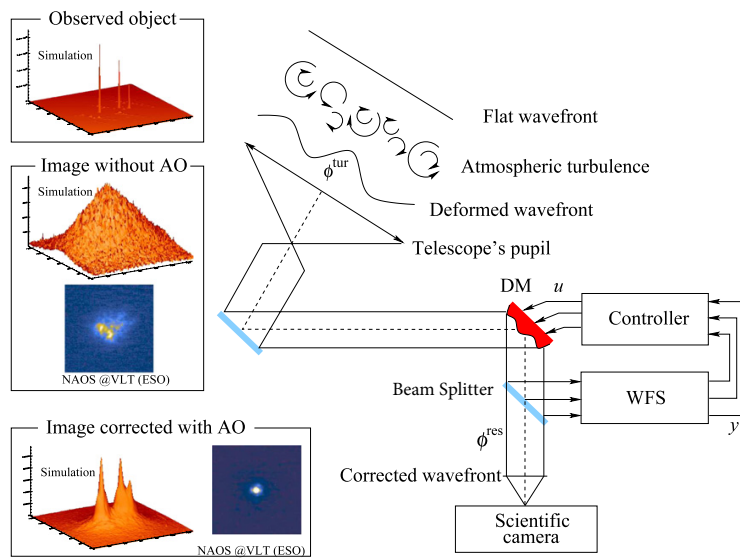 Observed object
Simulation
Image without AO
Simulation
NAOS @VLT (ESO)
Image corrected with AO
Simulation
NAOS @VLT (ESO)
Flat wavefront
Atmospheric turbulence
ϕ^tur
Deformed wavefront
Telescope's pupil
DM
u
Controller
Beam Splitter
WFS
y
ϕ^res
Corrected wavefront
Scientific
camera